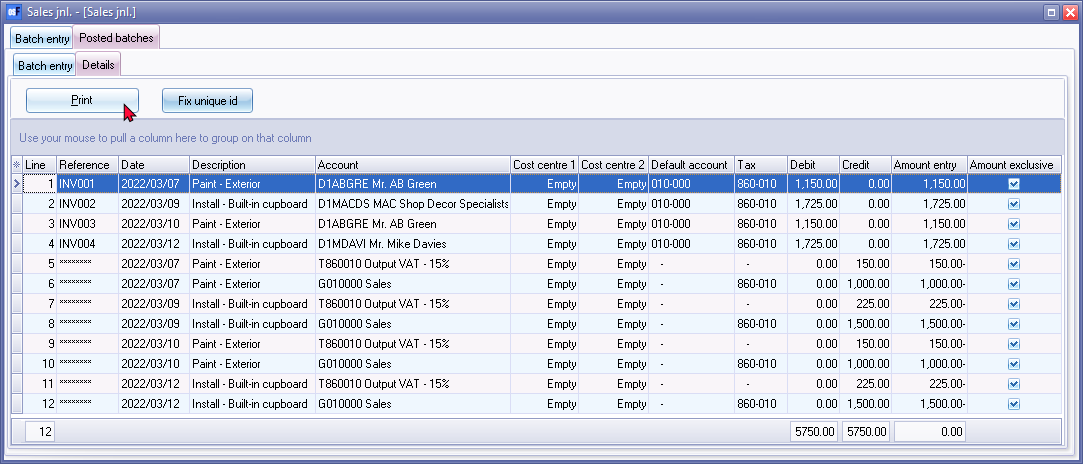 Sales jnl. - [Sales jnl.]
Batch entry Posted batches
Batch entry Details
Print Fix unique id
Use your mouse to pull a column here to group on that column
Line Reference Date Description Account Cost centre 1 Cost centre 2 Default account Tax Debit Credit Amount entry Amount exclusive
1 INV001 2022/03/07 Paint - Exterior D1ABGRE Mr. AB Green Empty Empty 010-000 860-010 1,150.00 0.00 1,150.00
2 INV002 2022/03/09 Install - Built-in cupboard D1MACDS MAC Shop Decor Specialists Empty Empty 010-000 860-010 1,725.00 0.00 1,725.00
3 INV003 2022/03/10 Paint - Exterior D1ABGRE Mr. AB Green Empty Empty 010-000 860-010 1,150.00 0.00 1,150.00
4 INV004 2022/03/12 Install - Built-in cupboard D1MDAVI Mr. Mike Davies Empty Empty 010-000 860-010 1,725.00 0.00 1,725.00
5 ******** 2022/03/07 Paint - Exterior T860010 Output VAT - 15% Empty Empty - - 0.00 150.00 150.00-
6 ******** 2022/03/07 Paint - Exterior G010000 Sales Empty Empty - 860-010 0.00 1,000.00 1,000.00-
7 ******** 2022/03/09 Install - Built-in cupboard T860010 Output VAT - 15% Empty Empty - - 0.00 225.00 225.00-
8 ******** 2022/03/09 Install - Built-in cupboard G010000 Sales Empty Empty - 860-010 0.00 1,500.00 1,500.00-
9 ******** 2022/03/10 Paint - Exterior T860010 Output VAT - 15% Empty Empty - - 0.00 150.00 150.00-
10 ******** 2022/03/10 Paint - Exterior G010000 Sales Empty Empty - 860-010 0.00 1,000.00 1,000.00-
11 ******** 2022/03/12 Install - Built-in cupboard T860010 Output VAT - 15% Empty Empty - - 0.00 225.00 225.00-
12 ******** 2022/03/12 Install - Built-in cupboard G010000 Sales Empty Empty - 860-010 0.00 1,500.00 1,500.00-
12 5750.00 5750.00 0.00